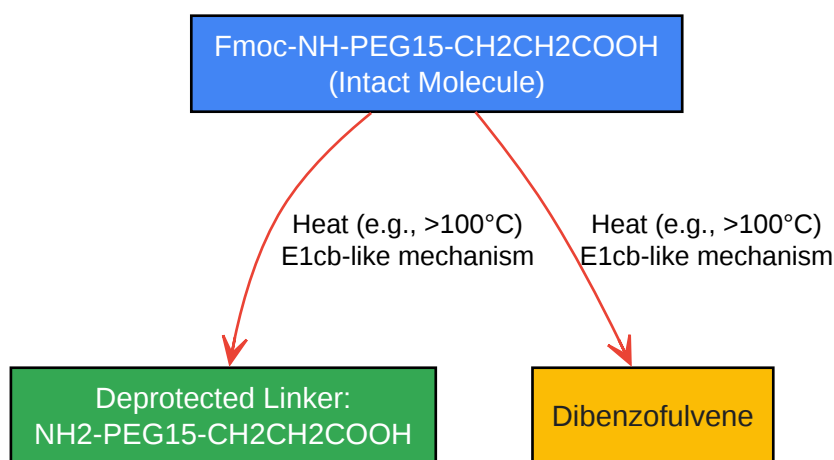 Fmoc-NH-PEG15-CH2CH2COOH
(Intact Molecule)
Heat (e.g., >100°C)
E1cb-like mechanism
Heat (e.g., >100°C)
E1cb-like mechanism
Deprotected Linker:
NH2-PEG15-CH2CH2COOH
Dibenzofulvene